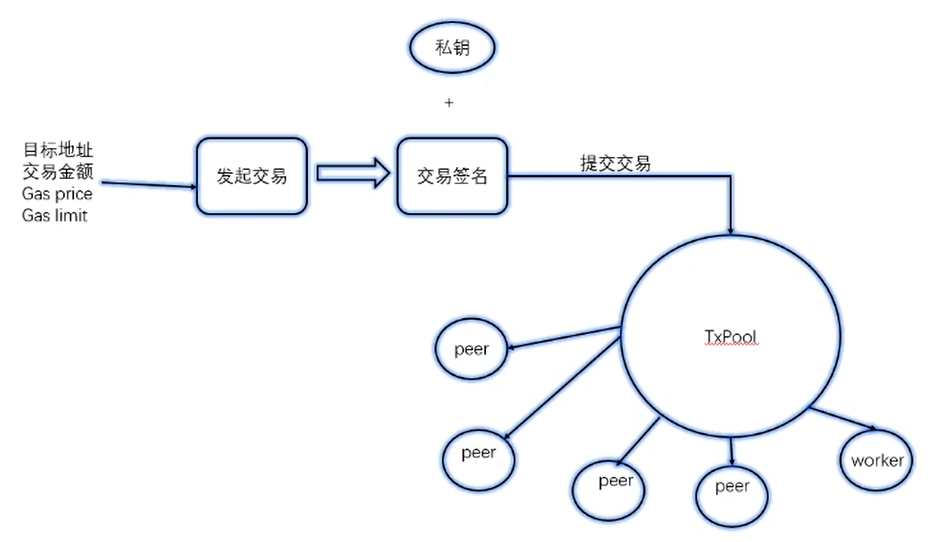 私钥
+
目标地址
交易金额
Gas price
Gas limit
发起交易
交易签名
提交交易
TxPool
peer
peer
peer
peer
worker